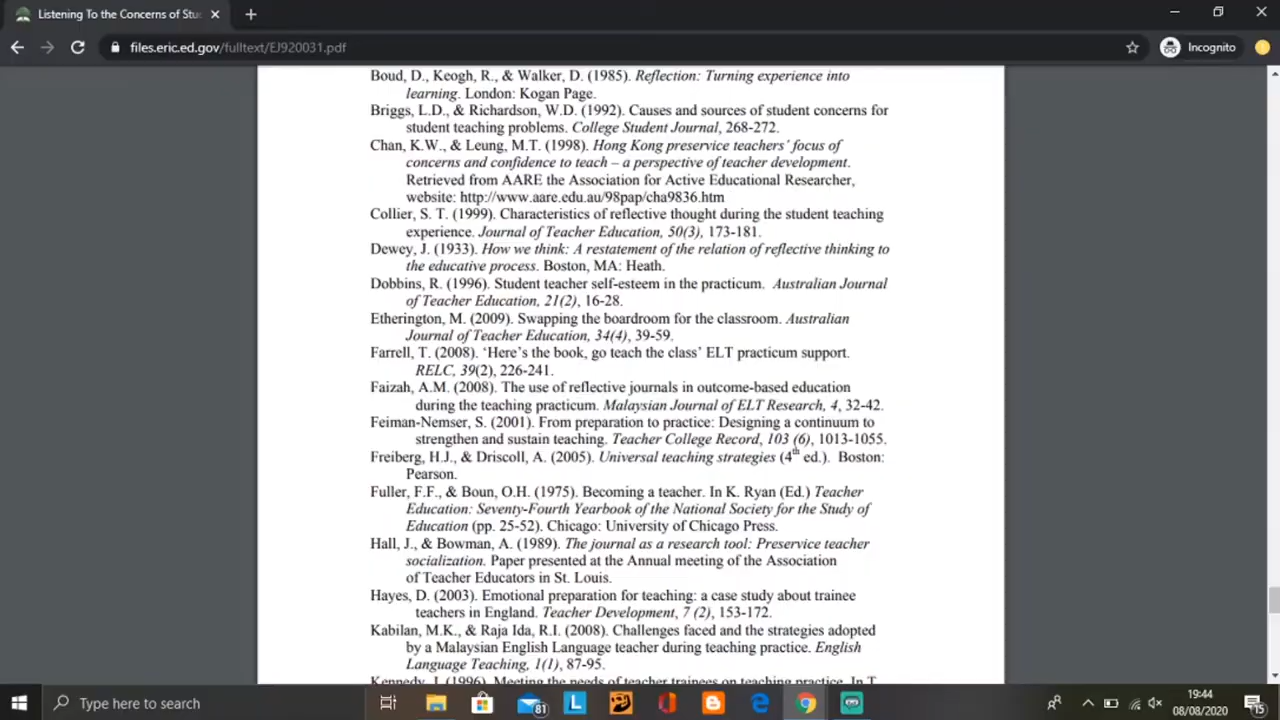 Listening To the Concerns of Stu
files.eric.ed.gov/fulltext/EJ920031.pdf
Incognito
Boud, D., Keogh, R., & Walker, D. (1985). Reflection: Turning experience into
learning. London: Kogan Page.
Briggs, L.D., & Richardson, W.D. (1992). Causes and sources of student concerns for
student teaching problems. College Student Journal, 268-272.
Chan, K.W., & Leung, M.T. (1998). Hong Kong preservice teachers' focus of
concerns and confidence to teach – a perspective of teacher development.
Retrieved from AARE the Association for Active Educational Researcher,
website: http://www.aare.edu.au/98pap/cha9836.htm
Collier, S. T. (1999). Characteristics of reflective thought during the student teaching
experience. Journal of Teacher Education, 50(3), 173-181.
Dewey, J. (1933). How we think: A restatement of the relation of reflective thinking to
the educative process. Boston, MA: Heath.
Dobbins, R. (1996). Student teacher self-esteem in the practicum. Australian Journal
of Teacher Education, 21(2), 16-28.
Etherington, M. (2009). Swapping the boardroom for the classroom. Australian
Journal of Teacher Education, 34(4), 39-59.
Farrell, T. (2008). 'Here's the book, go teach the class' ELT practicum support.
RELC, 39(2), 226-241.
Faizah, A.M. (2008). The use of reflective journals in outcome-based education
during the teaching practicum. Malaysian Journal of ELT Research, 4, 32-42.
Feiman-Nemser, S. (2001). From preparation to practice: Designing a continuum to
strengthen and sustain teaching. Teacher College Record, 103 (6), 1013-1055.
Freiberg, H.J., & Driscoll, A. (2005). Universal teaching strategies (4th ed.). Boston:
Pearson.
Fuller, F.F., & Boun, O.H. (1975). Becoming a teacher. In K. Ryan (Ed.) Teacher
Education: Seventy-Fourth Yearbook of the National Society for the Study of
Education (pp. 25-52). Chicago: University of Chicago Press.
Hall, J., & Bowman, A. (1989). The journal as a research tool: Preservice teacher
socialization. Paper presented at the Annual meeting of the Association
of Teacher Educators in St. Louis.
Hayes, D. (2003). Emotional preparation for teaching: a case study about trainee
teachers in England. Teacher Development, 7 (2), 153-172.
Kabilan, M.K., & Raja Ida, R.I. (2008). Challenges faced and the strategies adopted
by a Malaysian English Language teacher during teaching practice. English
Language Teaching, 1(1), 87-95.
Kennedy, J. (1996). Meeting the needs of teacher trainees on teaching practice. In T.
Type here to search
81
19:44
08/08/2020
15